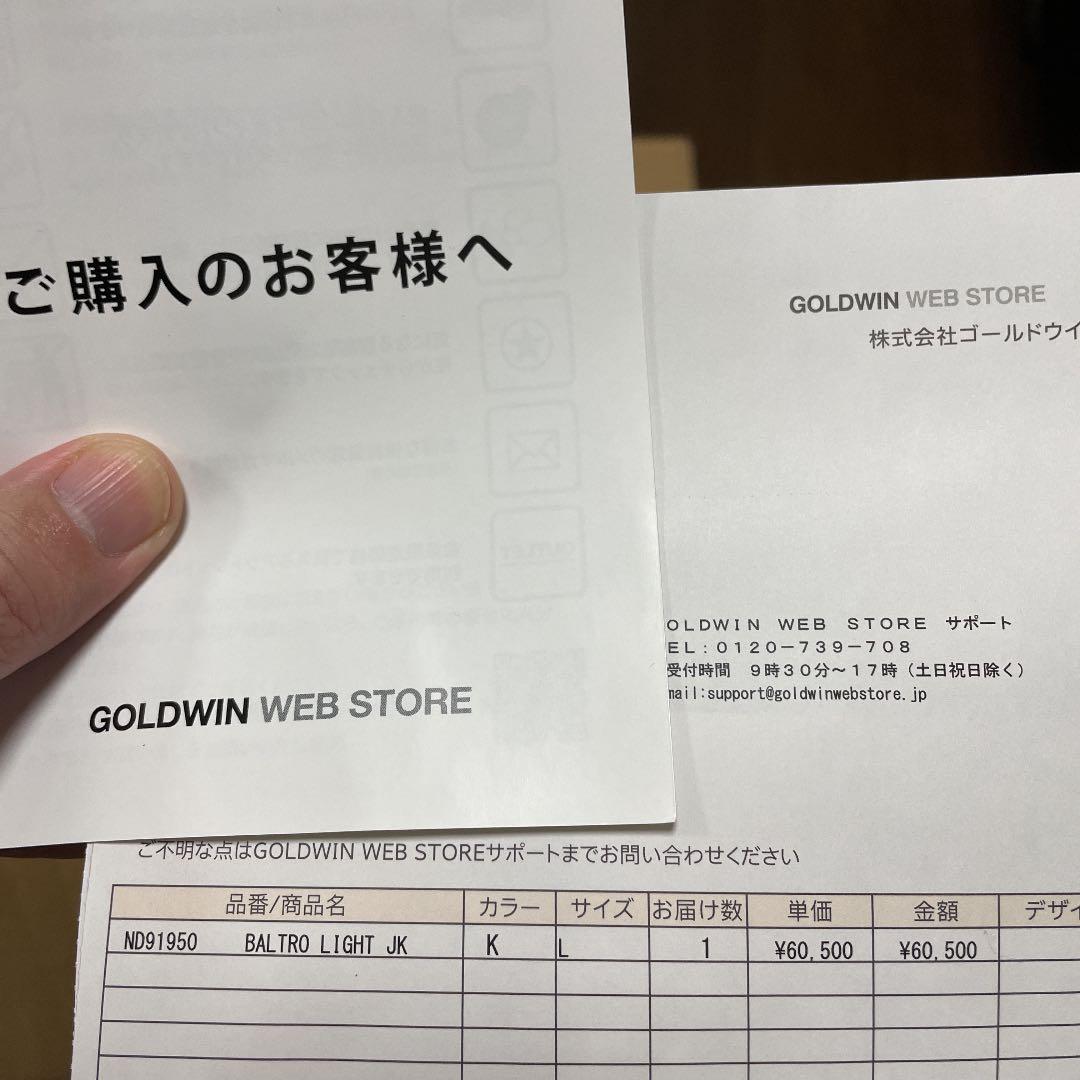 ご購入のお客様へ
GOLDWIN WEB STORE
GOLDWIN WEB STORE
株式会社ゴールドウイ
OLDWIN WEB STORE サポート
EL:0120-739-708
受付時間 9時30分～17時(土日祝日除く)
mail:support@goldwinwebstore.jp
ご不明な点はGOLDWIN WEB STOREサポートまでお問い合わせください
品番/商品名 カラー サイズ お届け数 単価 金額 デザイ
ND91950 BALTRO LIGHT JK K L 1 ¥60,500 ¥60,500